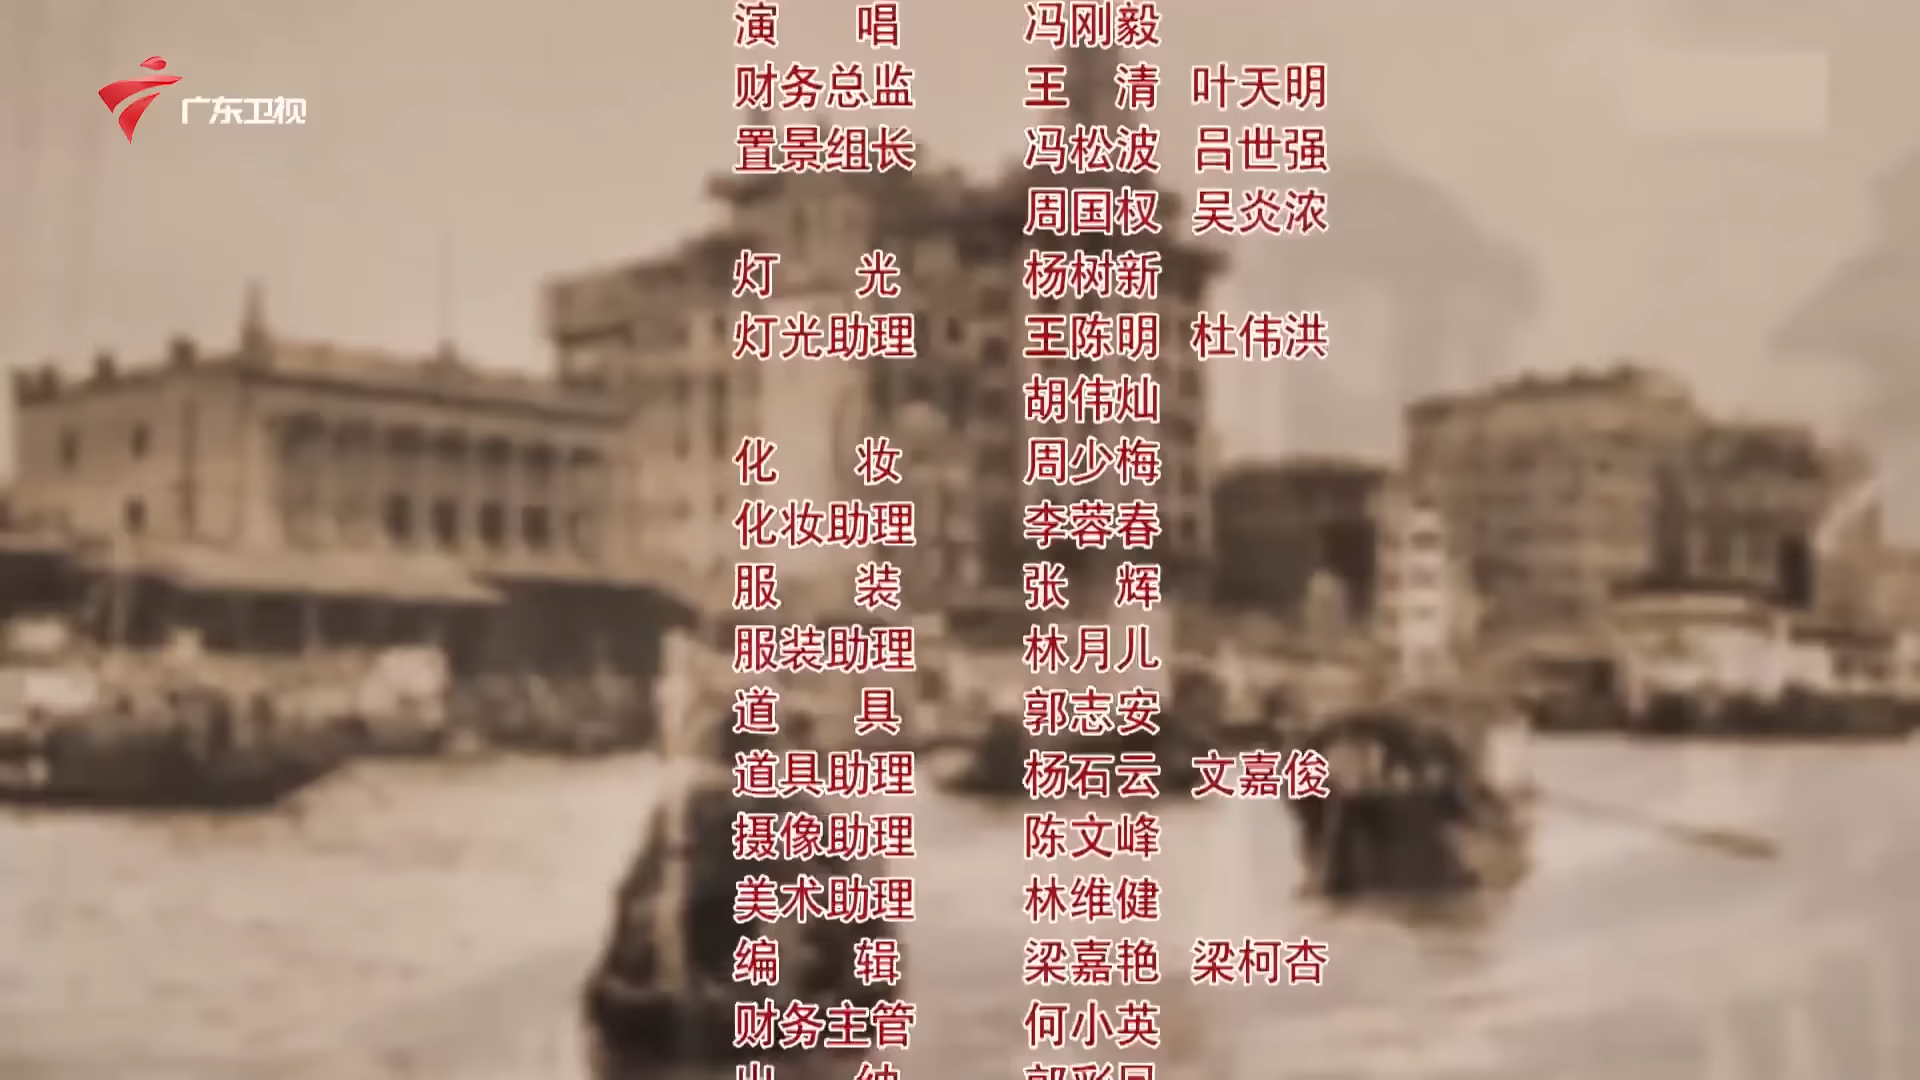 广东卫视
演 唱 冯刚毅
财务总监 王 清 叶天明
置景组长 冯松波 吕世强
周国权 吴炎浓
灯 光 杨树新
灯光助理 王陈明 杜伟洪
胡伟灿
化 妆 周少梅
化妆助理 李蓉春
服 装 张 辉
服装助理 林月儿
道 具 郭志安
道具助理 杨石云 文嘉俊
摄像助理 陈文峰
美术助理 林维健
编 辑 梁嘉艳 梁柯杏
财务主管 何小英